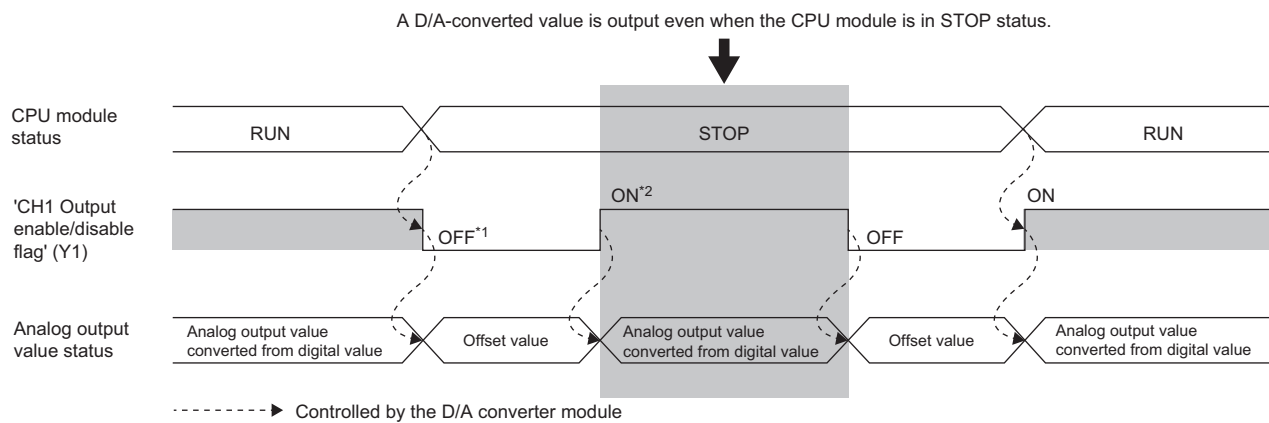 A D/A-converted value is output even when the CPU module is in STOP status.
CPU module
status
RUN
STOP
RUN
'CH1 Output
enable/disable
flag' (Y1)
OFF*1
ON*2
OFF
ON
Analog output
value status
Analog output value
converted from digital value
Offset value
Analog output value
converted from digital value
Offset value
Analog output value
converted from digital value
Controlled by the D/A converter module